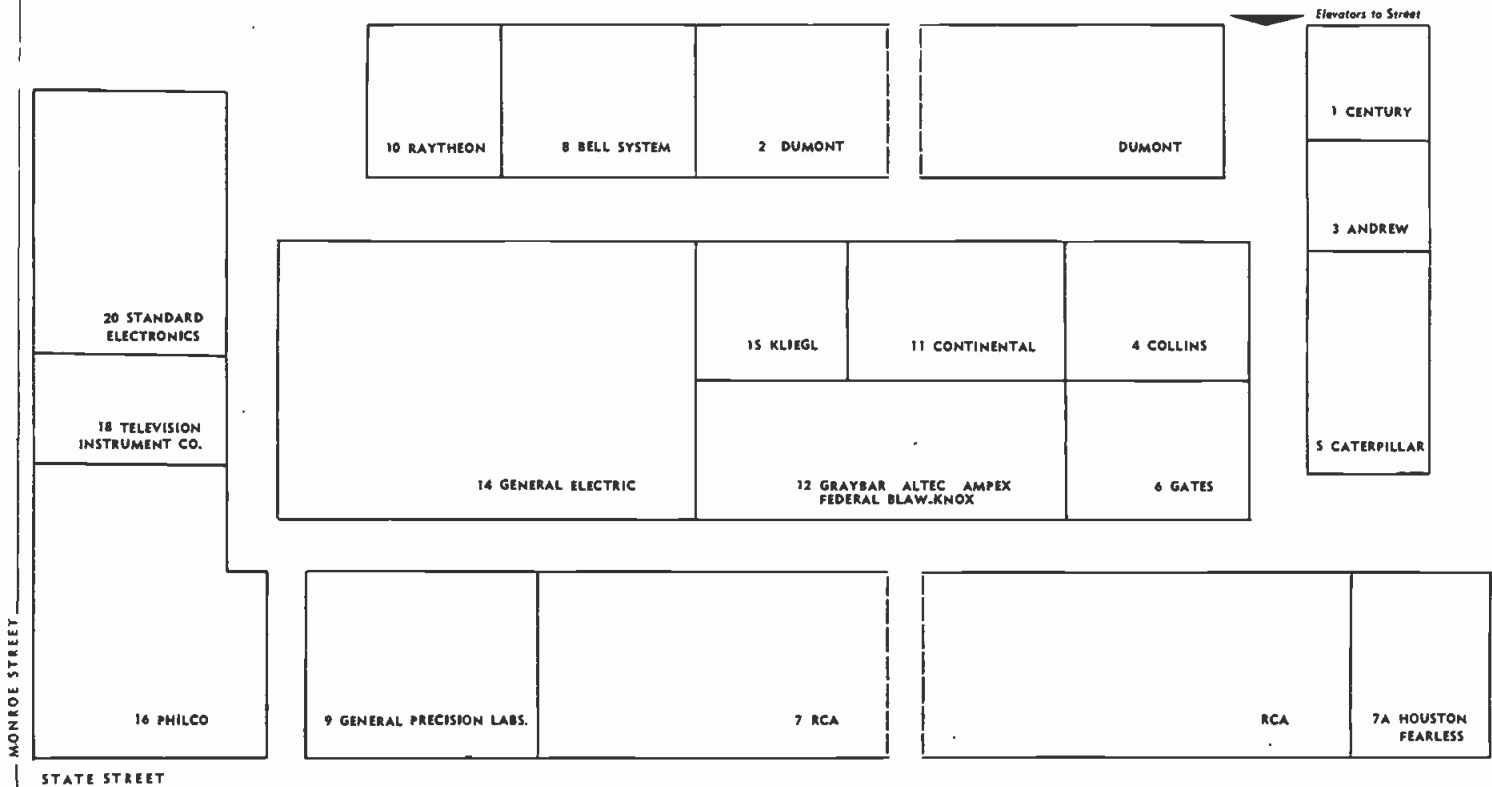 Elevators to Street
1 CENTURY
10 RAYTHEON
8 BELL SYSTEM
2 DUMONT
DUMONT
3 ANDREW
20 STANDARD
ELECTRONICS
15 KLIEGL
11 CONTINENTAL
4 COLLINS
18 TELEVISION
INSTRUMENT CO.
5 CATERPILLAR
14 GENERAL ELECTRIC
12 GRAYBAR ALTEC AMPEX
FEDERAL BLAW-KNOX
6 GATES
MONROE STREET
16 PHILCO
9 GENERAL PRECISION LABS.
7 RCA
RCA
7A HOUSTON
FEARLESS
STATE STREET